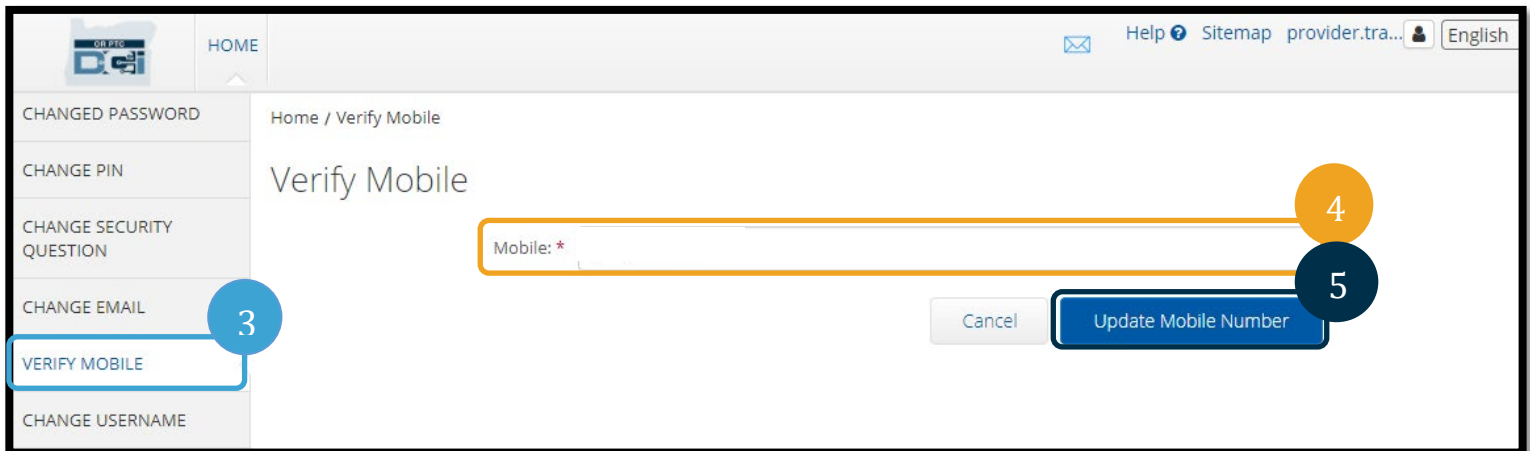 OR PTC
DCi
HOME
Help ? Sitemap provider.tra... English
CHANGED PASSWORD
CHANGE PIN
CHANGE SECURITY
QUESTION
CHANGE EMAIL
3
VERIFY MOBILE
CHANGE USERNAME
Home / Verify Mobile
Verify Mobile
4
Mobile: *
5
Cancel
Update Mobile Number